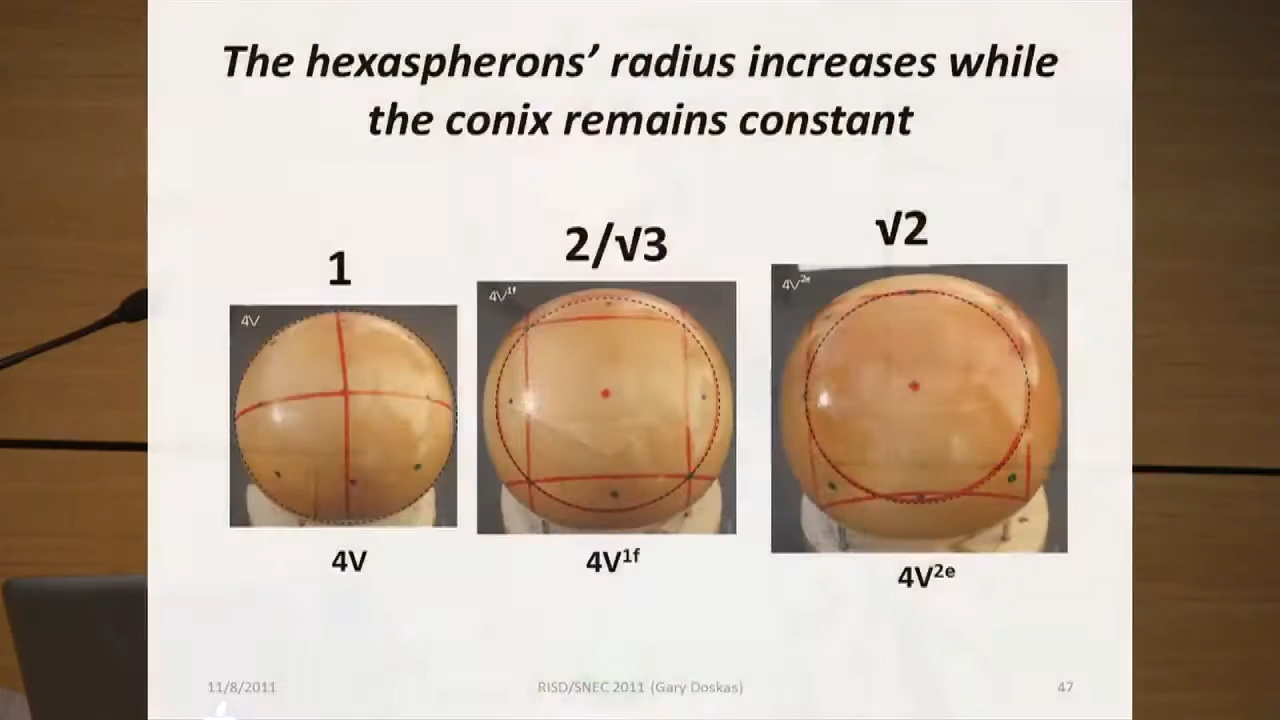 The hexaspherons’ radius increases while
the conix remains constant
1
2/√3
√2
4V
4V¹ᶠ
4V²ᵉ
4V
4V¹ᶠ
4V²ᵉ
11/8/2011
RISD/SNEC 2011 (Gary Doskas)
47